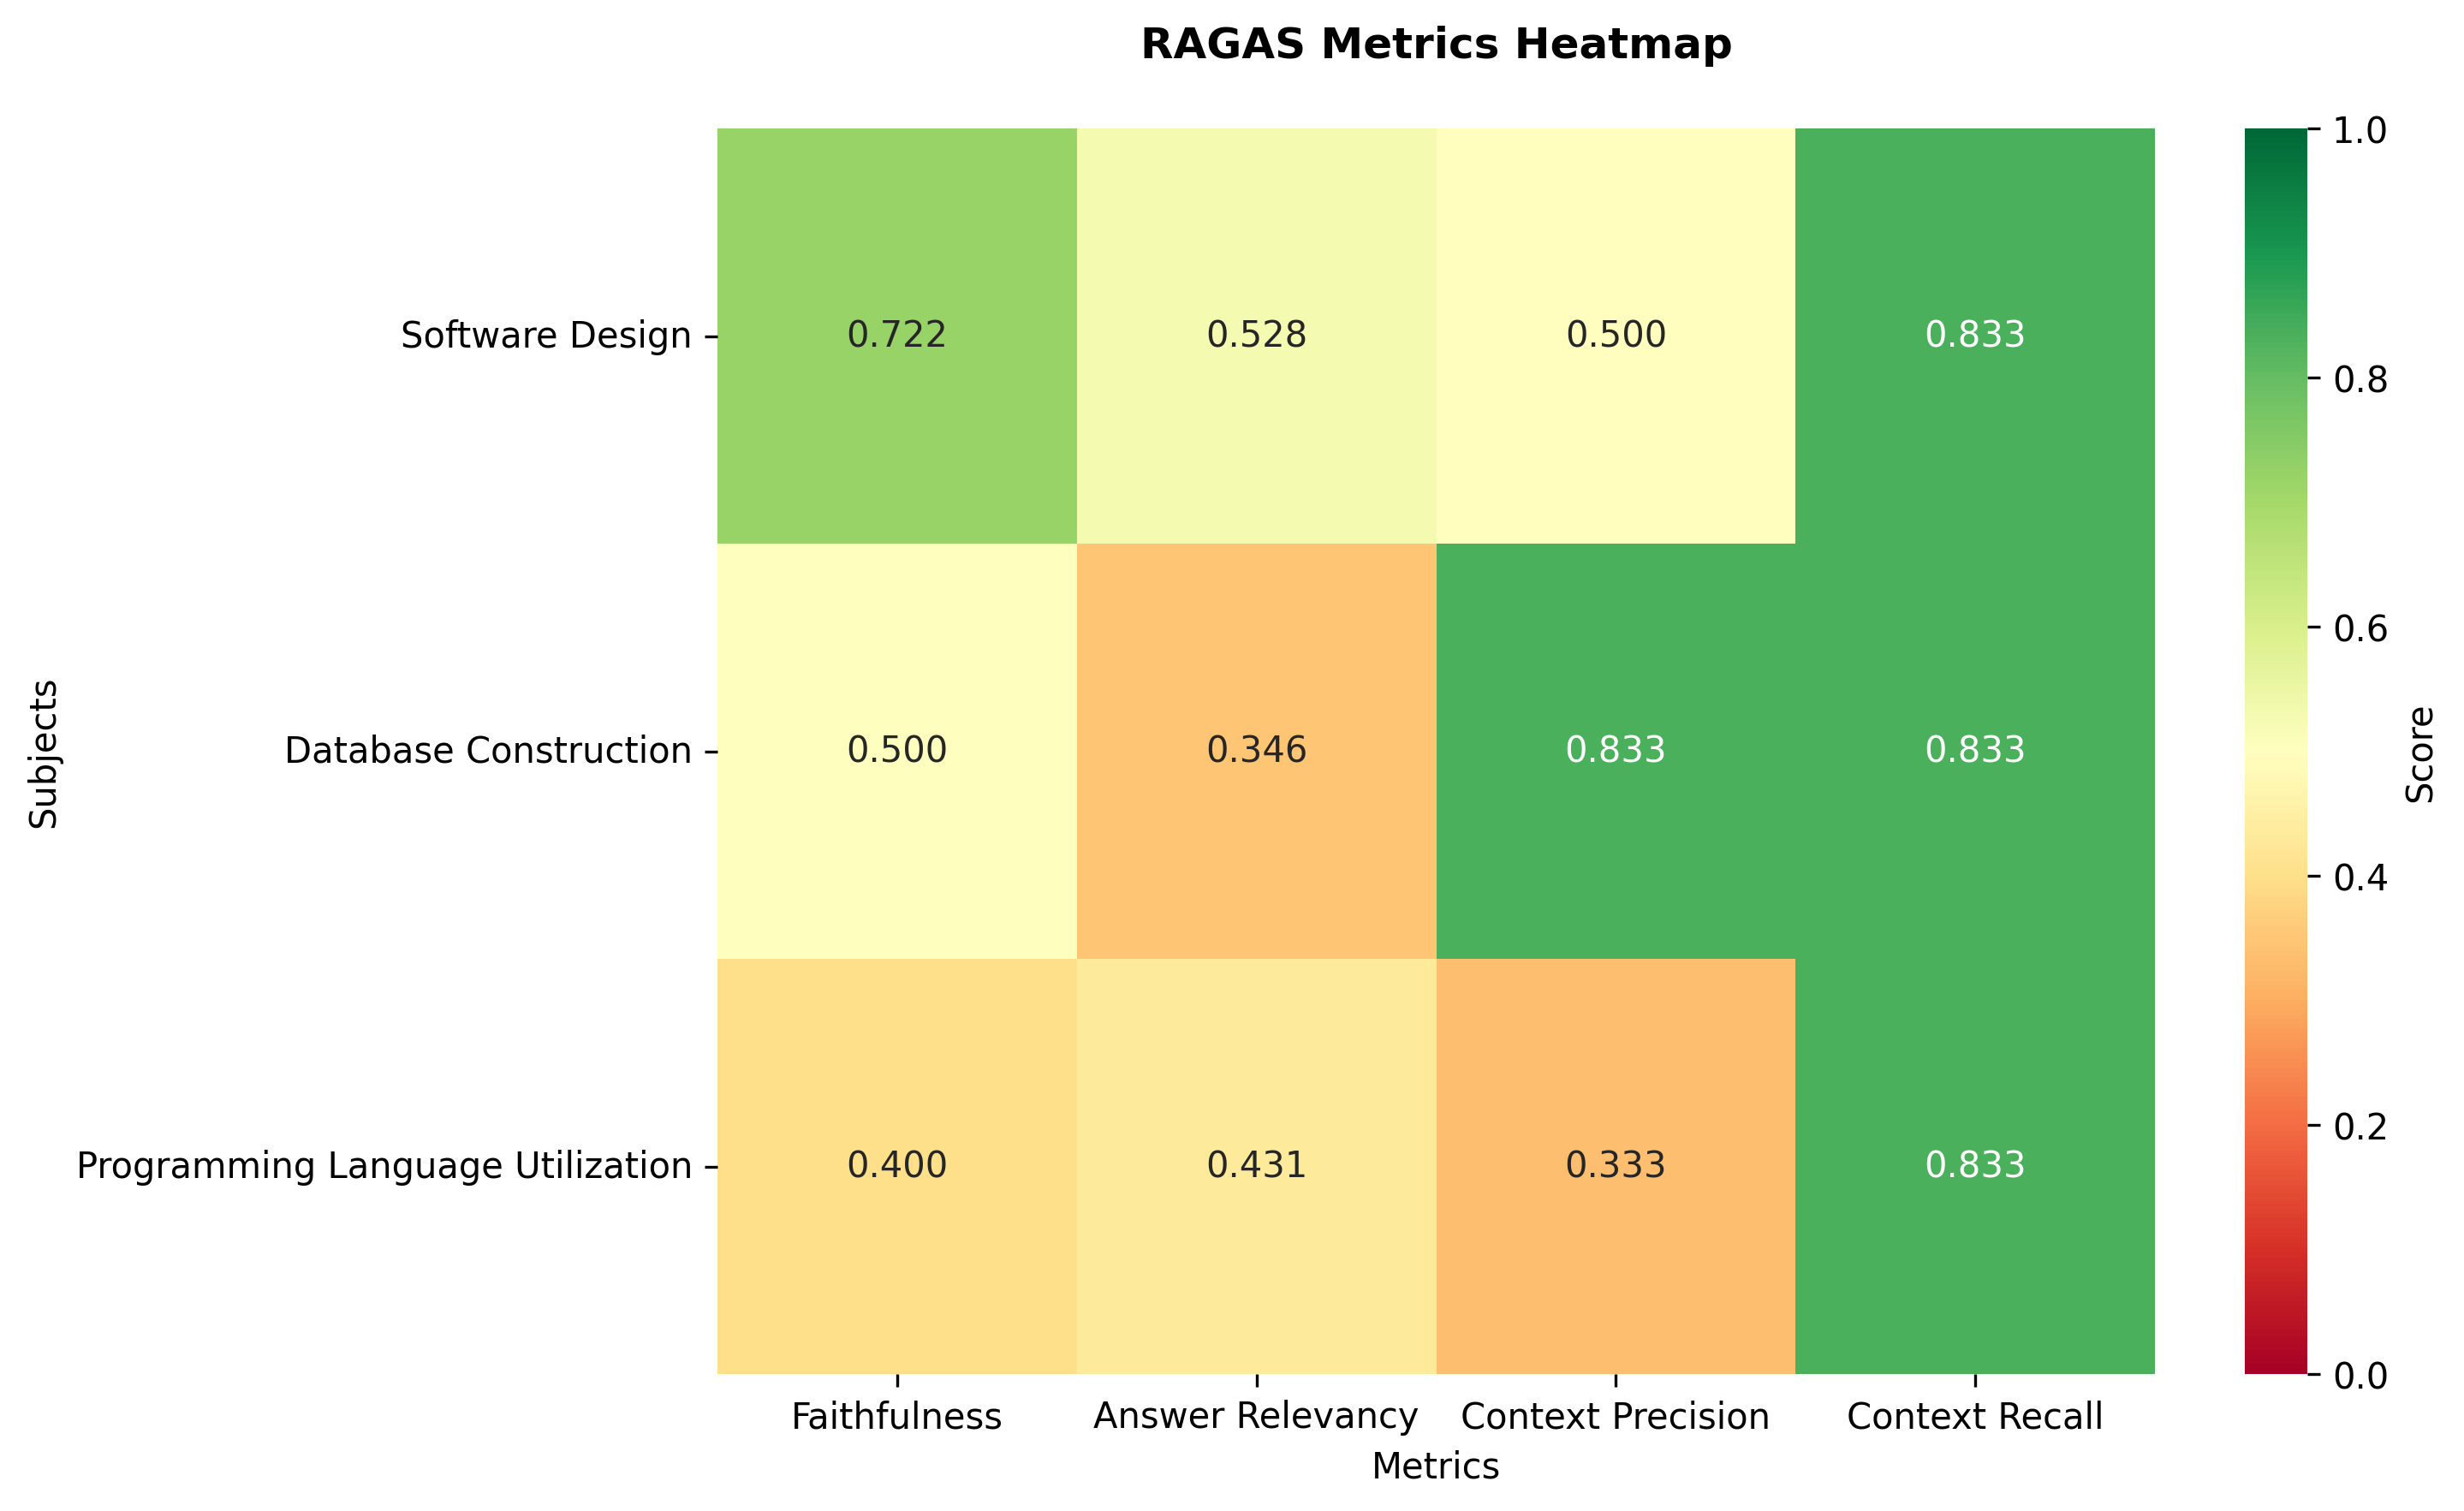 RAGAS Metrics Heatmap
Software Design
0.722 0.528 0.500 0.833
Database Construction
0.500 0.346 0.833 0.833
Programming Language Utilization
0.400 0.431 0.333 0.833
Subjects
Faithfulness Answer Relevancy Context Precision Context Recall
Metrics
1.0
0.8
0.6
0.4
0.2
0.0
Score